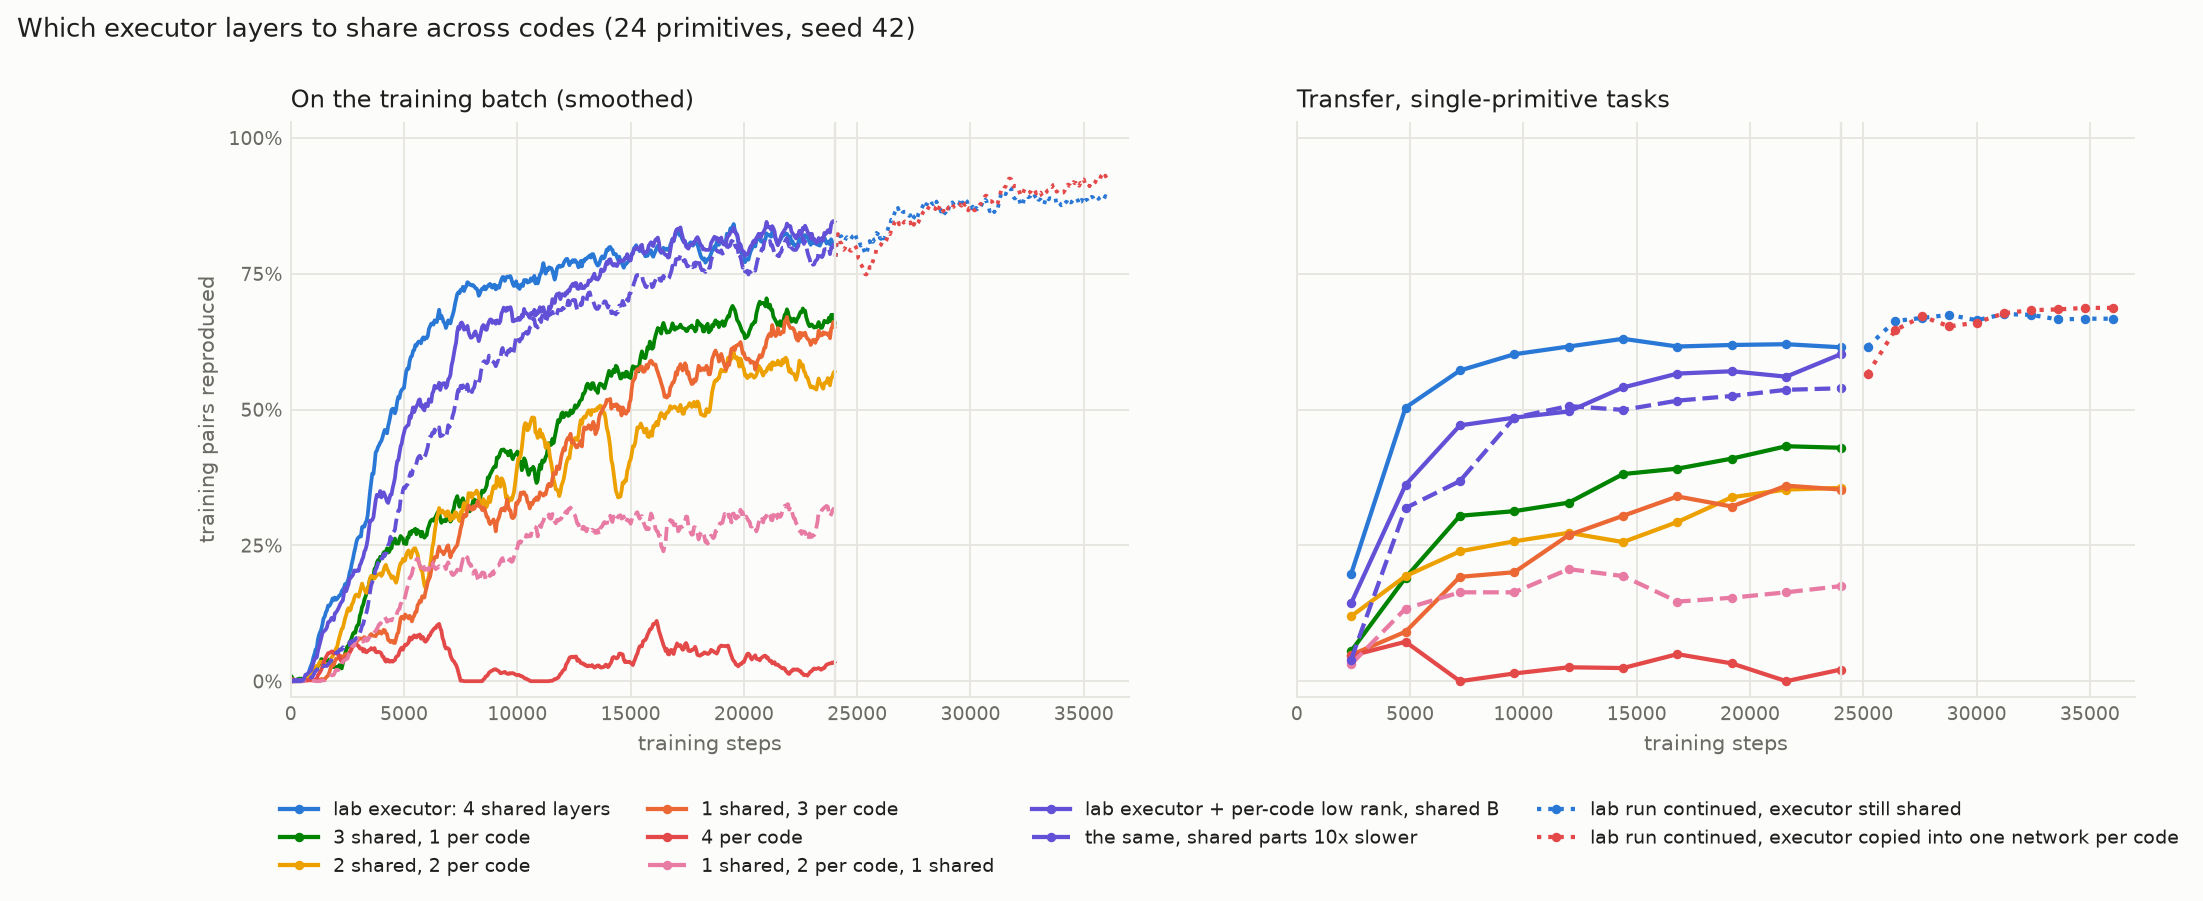 Which executor layers to share across codes (24 primitives, seed 42)
On the training batch (smoothed)
training pairs reproduced
100%
75%
50%
25%
0%
0 5000 10000 15000 20000 25000 30000 35000
training steps
Transfer, single-primitive tasks
0 5000 10000 15000 20000 25000 30000 35000
training steps
lab executor: 4 shared layers
3 shared, 1 per code
2 shared, 2 per code
1 shared, 3 per code
4 per code
1 shared, 2 per code, 1 shared
lab executor + per-code low rank, shared B
the same, shared parts 10x slower
lab run continued, executor still shared
lab run continued, executor copied into one network per code